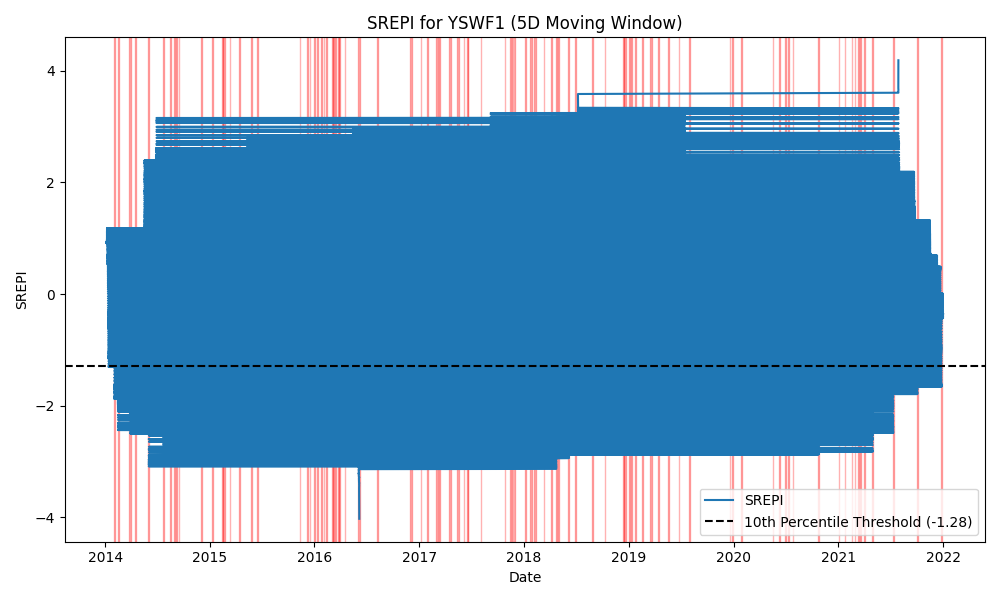 SREPI for YSWF1 (5D Moving Window)
SREPI
4
2
0
−2
−4
SREPI
10th Percentile Threshold (-1.28)
2014 2015 2016 2017 2018 2019 2020 2021 2022
Date